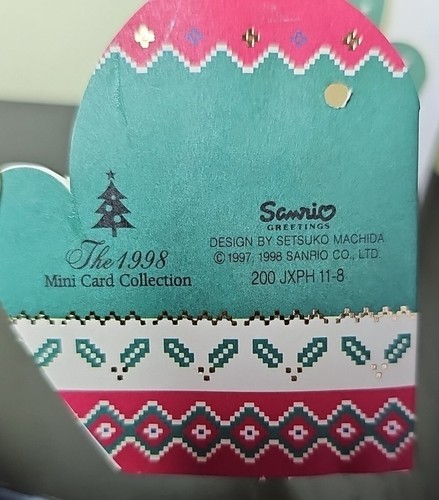 The 1998
Mini Card Collection
Sanrio
GREETINGS
DESIGN BY SETSUKO MACHIDA
©1997, 1998 SANRIO CO., LTD.
200 JXPH 11-8